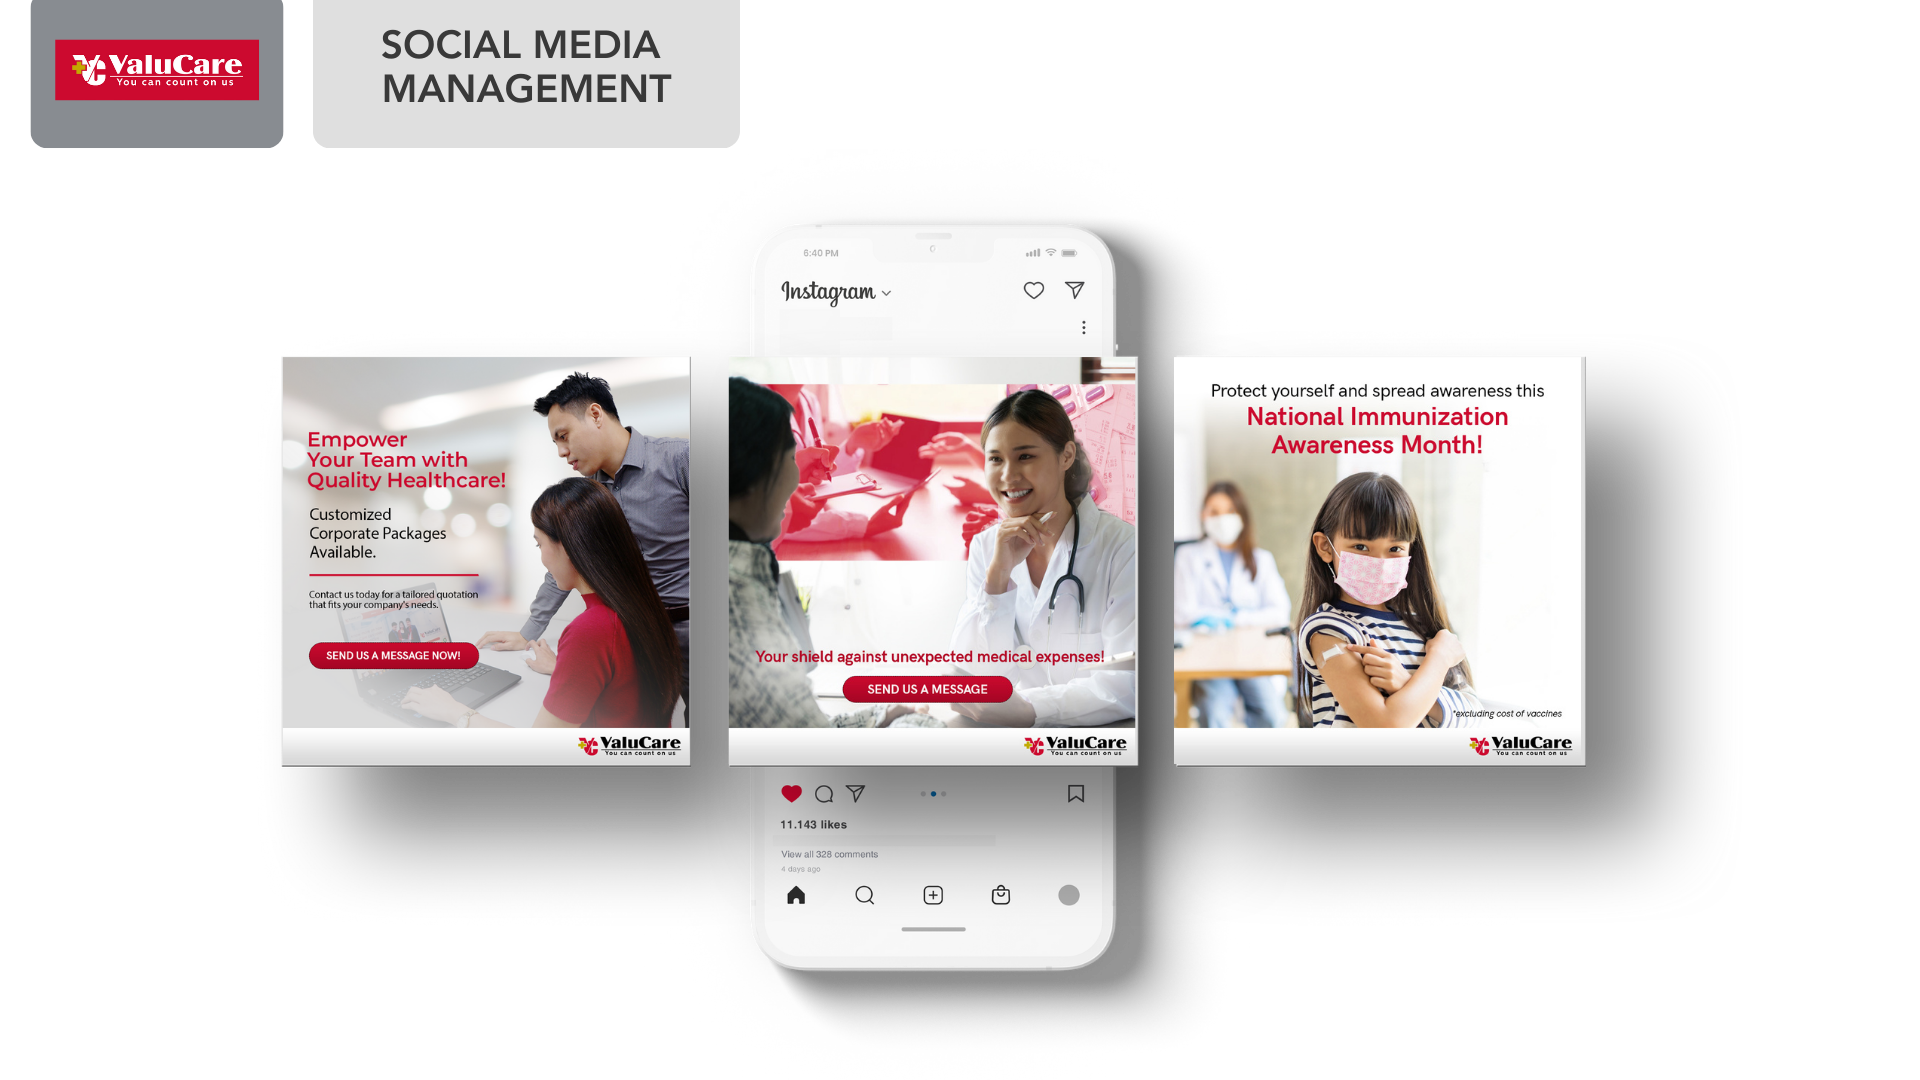 ValuCare
You can count on us
SOCIAL MEDIA
MANAGEMENT
6:40 PM
Instagram
Empower
Your Team with
Quality Healthcare!
Customized
Corporate Packages
Available.
Contact us today for a tailored quotation
that fits your company's needs.
SEND US A MESSAGE NOW!
ValuCare
You can count on us
Your shield against unexpected medical expenses!
SEND US A MESSAGE
ValuCare
You can count on us
Protect yourself and spread awareness this
National Immunization
Awareness Month!
*excluding cost of vaccines
ValuCare
You can count on us
11.143 likes
View all 328 comments
4 days ago